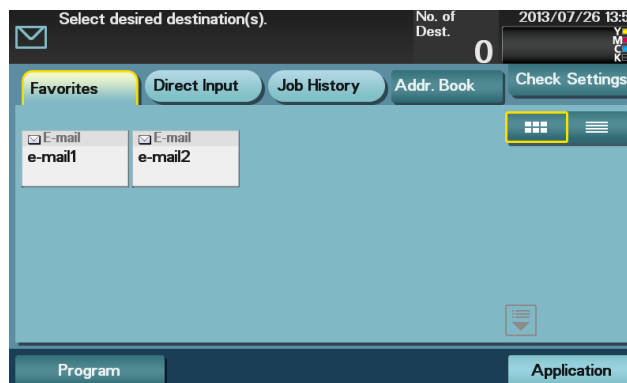 Select desired destination(s).
No. of
Dest.
0
2013/07/26 13:5
Y
M
C
K
Favorites
Direct Input
Job History
Addr. Book
Check Settings
E-mail
e-mail1
E-mail
e-mail2
Program
Application